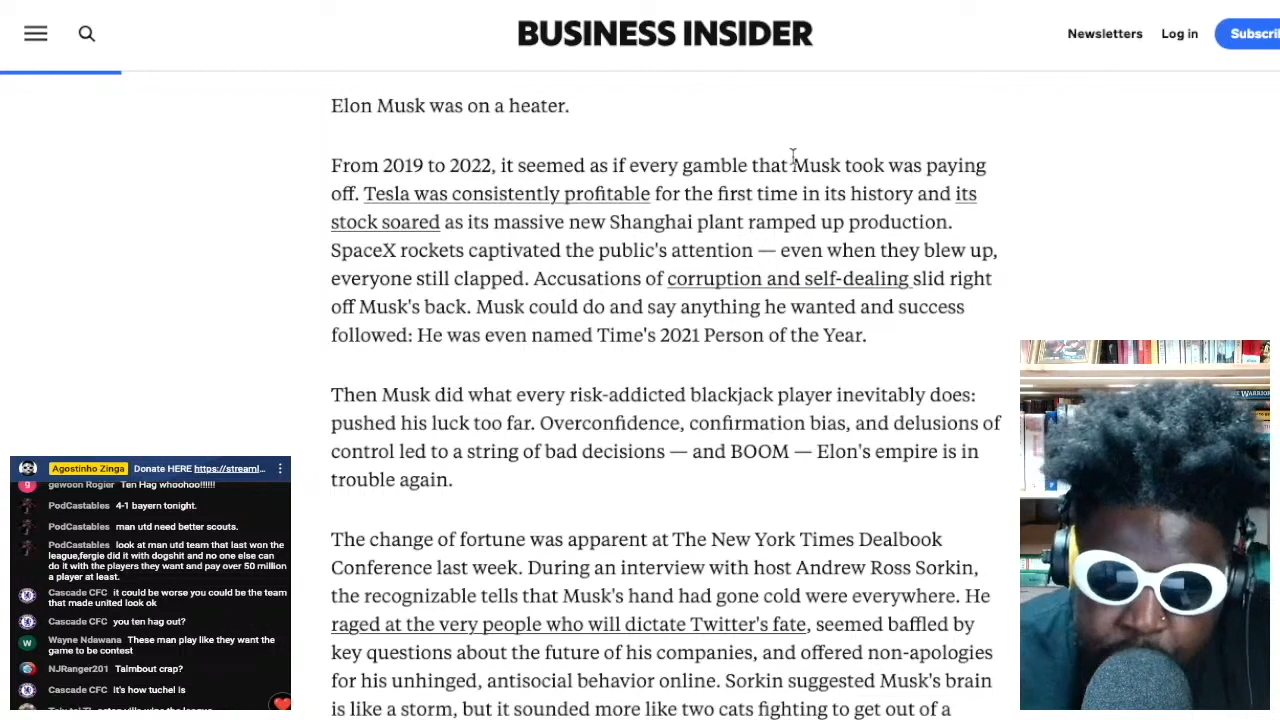 BUSINESS INSIDER
Newsletters Log in Subscri
Elon Musk was on a heater.
From 2019 to 2022, it seemed as if every gamble that Musk took was paying
off. Tesla was consistently profitable for the first time in its history and its
stock soared as its massive new Shanghai plant ramped up production.
SpaceX rockets captivated the public's attention — even when they blew up,
everyone still clapped. Accusations of corruption and self-dealing slid right
off Musk's back. Musk could do and say anything he wanted and success
followed: He was even named Time's 2021 Person of the Year.
Then Musk did what every risk-addicted blackjack player inevitably does:
pushed his luck too far. Overconfidence, confirmation bias, and delusions of
control led to a string of bad decisions — and BOOM — Elon's empire is in
trouble again.
The change of fortune was apparent at The New York Times Dealbook
Conference last week. During an interview with host Andrew Ross Sorkin,
the recognizable tells that Musk's hand had gone cold were everywhere. He
raged at the very people who will dictate Twitter's fate, seemed baffled by
key questions about the future of his companies, and offered non-apologies
for his unhinged, antisocial behavior online. Sorkin suggested Musk's brain
is like a storm, but it sounded more like two cats fighting to get out of a
Agostinho Zinga Donate HERE https://streaml...
gewoon Rogier Ten Hag whoohoo!!!!!!
PodCastables 4-1 bayern tonight.
PodCastables man utd need better scouts.
PodCastables look at man utd team that last won the
league,fergie did it with dogshit and no one else can
do it with the players they want and pay over 50 million
a player at least.
Cascade CFC it could be worse you could be the team
that made united look ok
Cascade CFC you ten hag out?
Wayne Ndawana These man play like they want the
game to be contest
NJRanger201 Talmbout crap?
Cascade CFC It's how tuchel is
WARRIOR